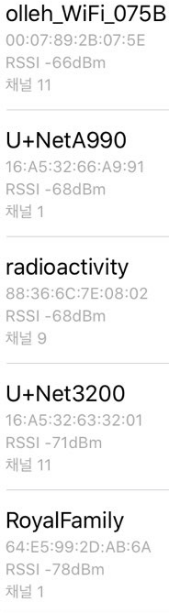 olleh_WiFi_075B
00:07:89:2B:07:5E
RSSI -66dBm
채널 11
U+NetA990
16:A5:32:66:A9:91
RSSI -68dBm
채널 1
radioactivity
88:36:6C:7E:08:02
RSSI -68dBm
채널 9
U+Net3200
16:A5:32:63:32:01
RSSI -71dBm
채널 11
RoyalFamily
64:E5:99:2D:AB:6A
RSSI -78dBm
채널 1